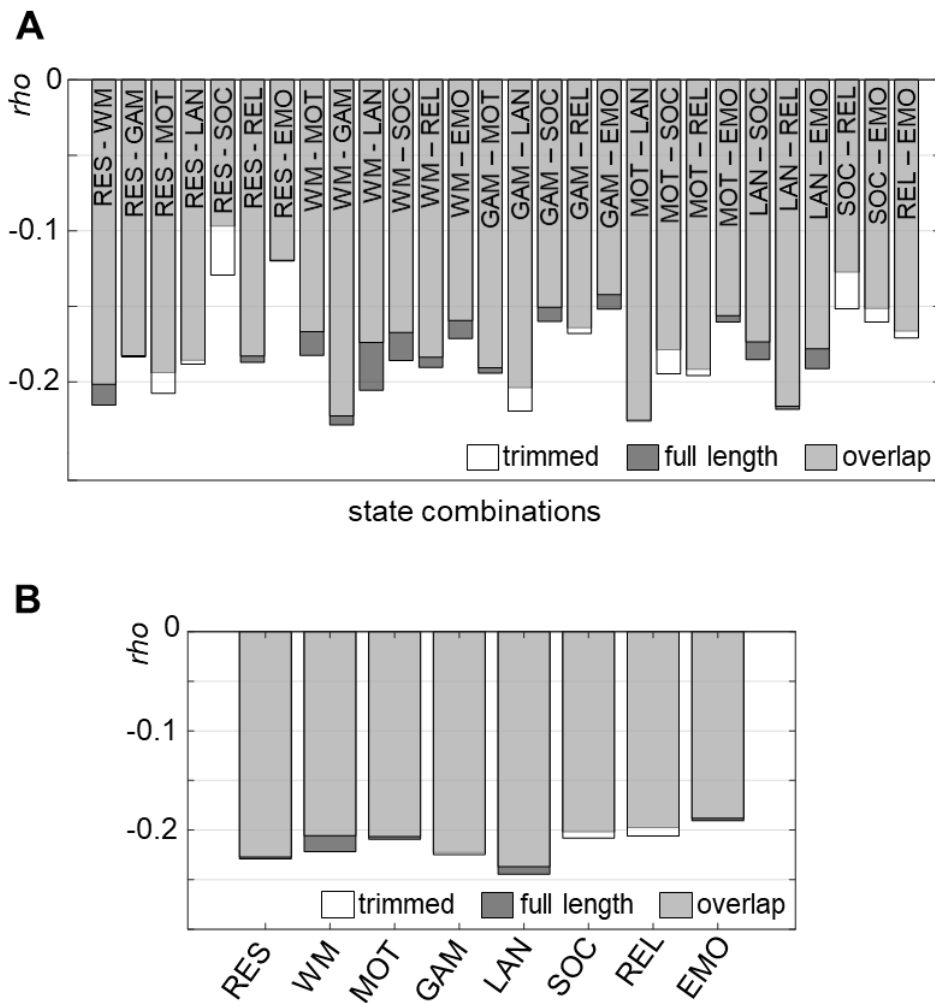 A
rho
0
-0.1
-0.2
RES - WM
RES - GAM
RES - MOT
RES - LAN
RES - SOC
RES - REL
RES - EMO
WM - MOT
WM - GAM
WM – LAN
WM – SOC
WM – REL
WM – EMO
GAM – MOT
GAM – LAN
GAM – SOC
GAM – REL
GAM – EMO
MOT – LAN
MOT – SOC
MOT – REL
MOT – EMO
LAN – SOC
LAN – REL
LAN – EMO
SOC – REL
SOC – EMO
REL – EMO
trimmed full length overlap
state combinations
B
rho
0
-0.1
-0.2
trimmed full length overlap
RES WM MOT GAM LAN SOC REL EMO